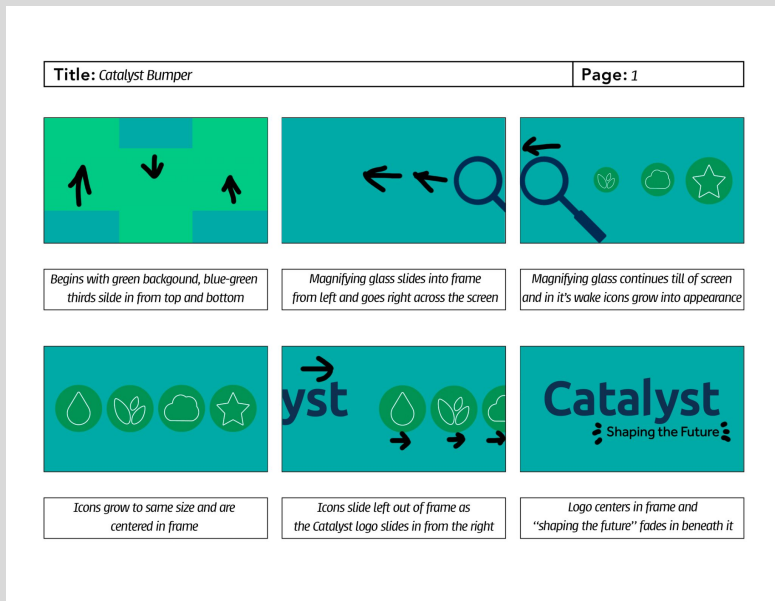 Title: Catalyst Bumper
Page: 1
Begins with green backgound, blue-green
thirds silde in from top and bottom
Magnifying glass slides into frame
from left and goes right across the screen
Magnifying glass continues till of screen
and in it's wake icons grow into appearance
yst
Catalyst
Shaping the Future
Icons grow to same size and are
centered in frame
Icons slide left out of frame as
the Catalyst logo slides in from the right
Logo centers in frame and
“shaping the future” fades in beneath it